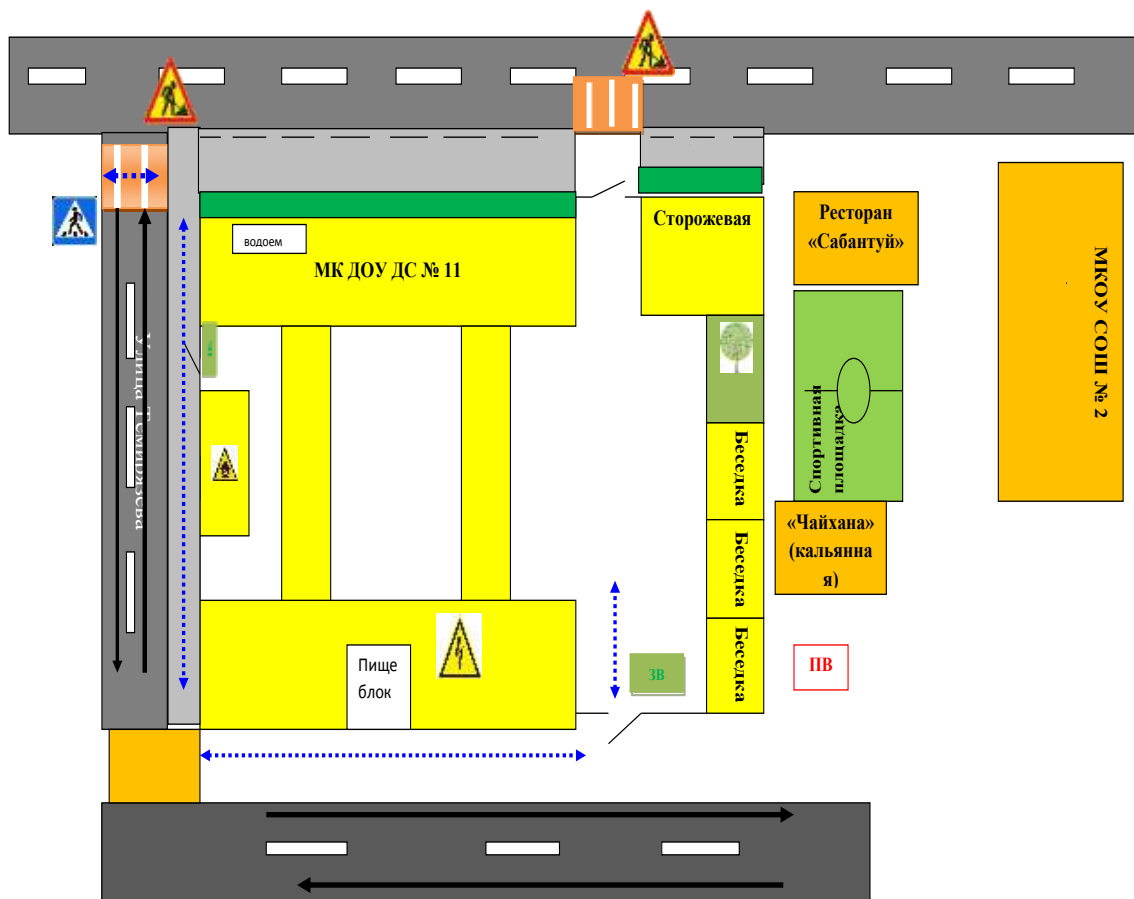 водоем
МК ДОУ ДС № 11
Сторожевая
Ресторан
«Сабантуй»
МКОУ СОШ № 2
Улица Темирязева
Спортивная
площадка
Беседка
«Чайхана»
(кальянна
я)
Беседка
Беседка
Пище
блок
ЗВ
ПВ